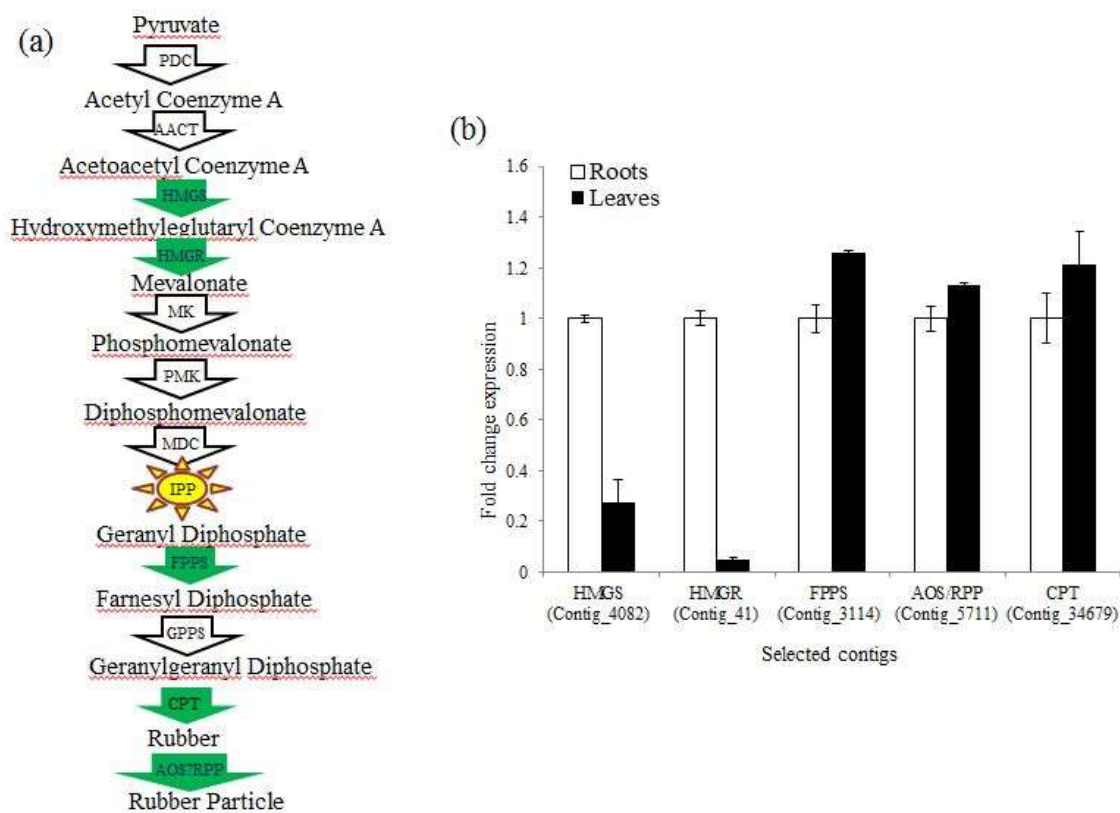 (a)
Pyruvate
PDC
Acetyl Coenzyme A
AACT
Acetoacetyl Coenzyme A
HMGS
Hydroxymethyleglutaryl Coenzyme A
HMGR
Mevalonate
MK
Phosphomevalonate
PMK
Diphosphomevalonate
MDC
IPP
Geranyl Diphosphate
FPPS
Farnesyl Diphosphate
GPPS
Geranylgeranyl Diphosphate
CPT
Rubber
AOS?RPP
Rubber Particle
(b)
Roots
Leaves
Fold change expression
1.6
1.4
1.2
1
0.8
0.6
0.4
0.2
0
HMGS HMGR FPPS AOS/RPP CPT
(Contig_4082) (Contig_41) (Contig_3114) (Contig_5711) (Contig_34679)
Selected contigs